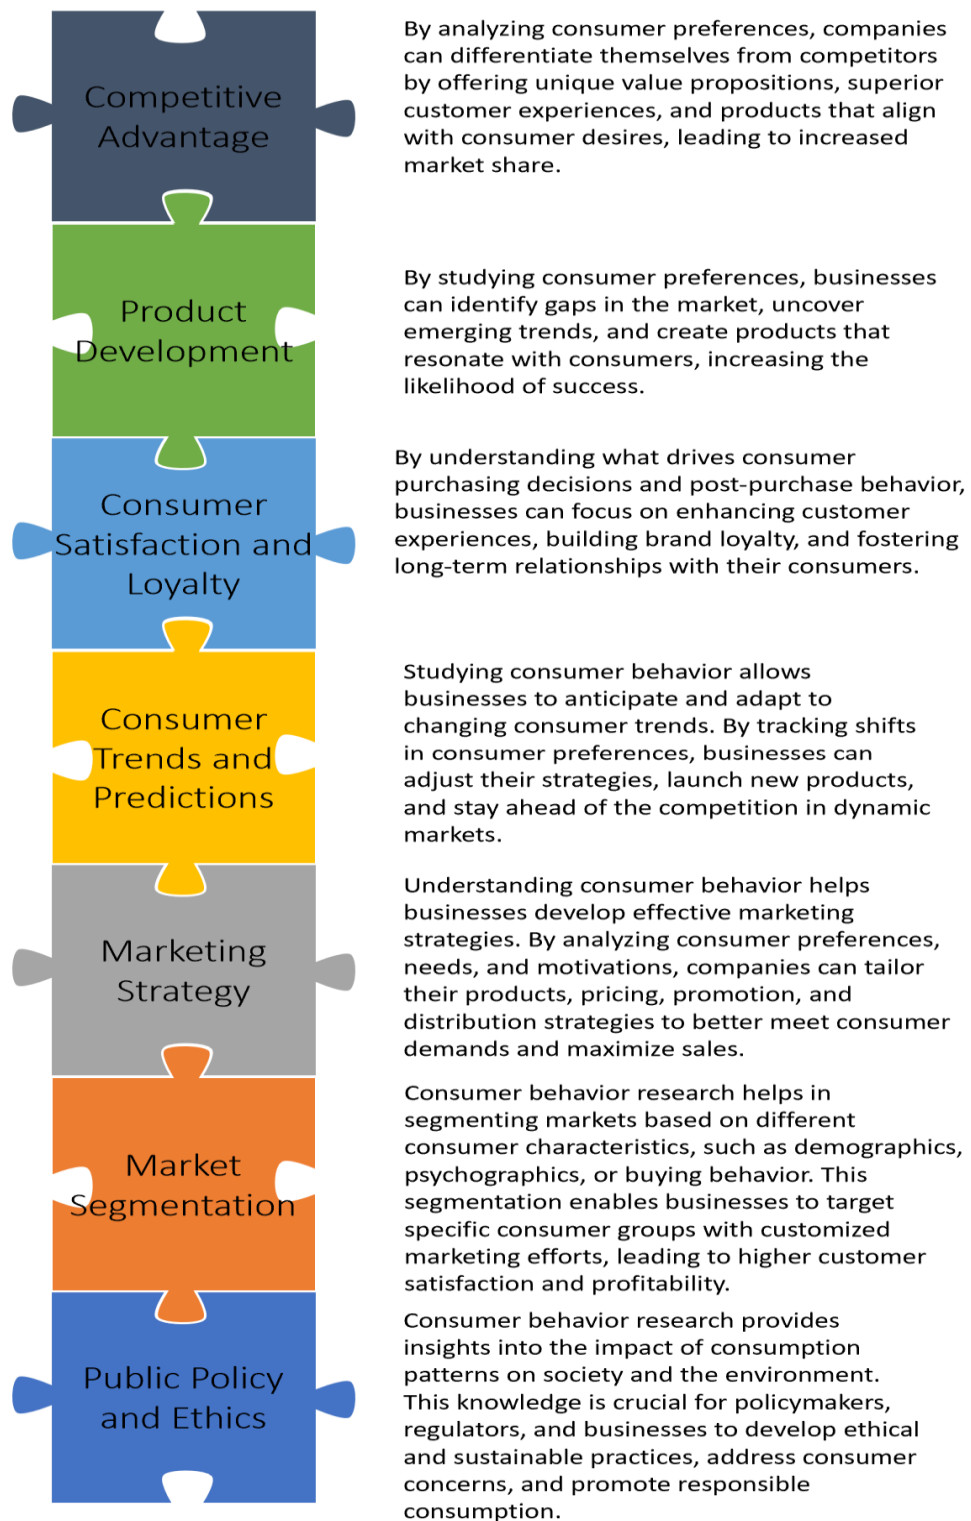 Competitive
Advantage
By analyzing consumer preferences, companies
can differentiate themselves from competitors
by offering unique value propositions, superior
customer experiences, and products that align
with consumer desires, leading to increased
market share.
Product
Development
By studying consumer preferences, businesses
can identify gaps in the market, uncover
emerging trends, and create products that
resonate with consumers, increasing the
likelihood of success.
Consumer
Satisfaction and
Loyalty
By understanding what drives consumer
purchasing decisions and post-purchase behavior,
businesses can focus on enhancing customer
experiences, building brand loyalty, and fostering
long-term relationships with their consumers.
Consumer
Trends and
Predictions
Studying consumer behavior allows
businesses to anticipate and adapt to
changing consumer trends. By tracking shifts
in consumer preferences, businesses can
adjust their strategies, launch new products,
and stay ahead of the competition in dynamic
markets.
Marketing
Strategy
Understanding consumer behavior helps
businesses develop effective marketing
strategies. By analyzing consumer preferences,
needs, and motivations, companies can tailor
their products, pricing, promotion, and
distribution strategies to better meet consumer
demands and maximize sales.
Market
Segmentation
Consumer behavior research helps in
segmenting markets based on different
consumer characteristics, such as demographics,
psychographics, or buying behavior. This
segmentation enables businesses to target
specific consumer groups with customized
marketing efforts, leading to higher customer
satisfaction and profitability.
Public Policy
and Ethics
Consumer behavior research provides
insights into the impact of consumption
patterns on society and the environment.
This knowledge is crucial for policymakers,
regulators, and businesses to develop ethical
and sustainable practices, address consumer
concerns, and promote responsible
consumption.